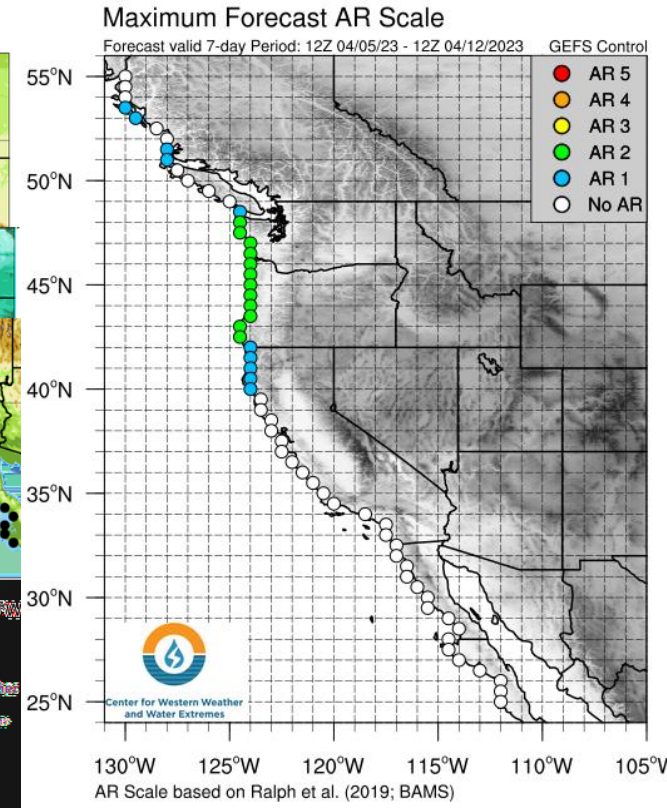 Maximum Forecast AR Scale
Forecast valid 7-day Period: 12Z 04/05/23 - 12Z 04/12/2023 GEFS Control
AR 5
AR 4
AR 3
AR 2
AR 1
No AR
55°N
50°N
45°N
40°N
35°N
30°N
25°N
Center for Western Weather
and Water Extremes
130°W 125°W 120°W 115°W 110°W 105°W
AR Scale based on Ralph et al. (2019; BAMS)